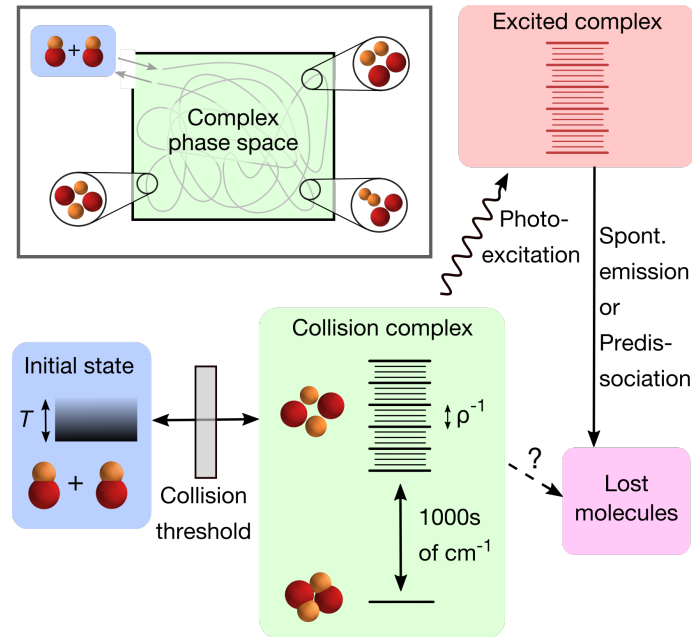 +
Complex
phase space
Excited complex
Photo-
excitation
Spont.
emission
or
Predis-
sociation
Initial state
T
+
Collision
threshold
Collision complex
ρ⁻¹
1000s
of cm⁻¹
?
Lost
molecules